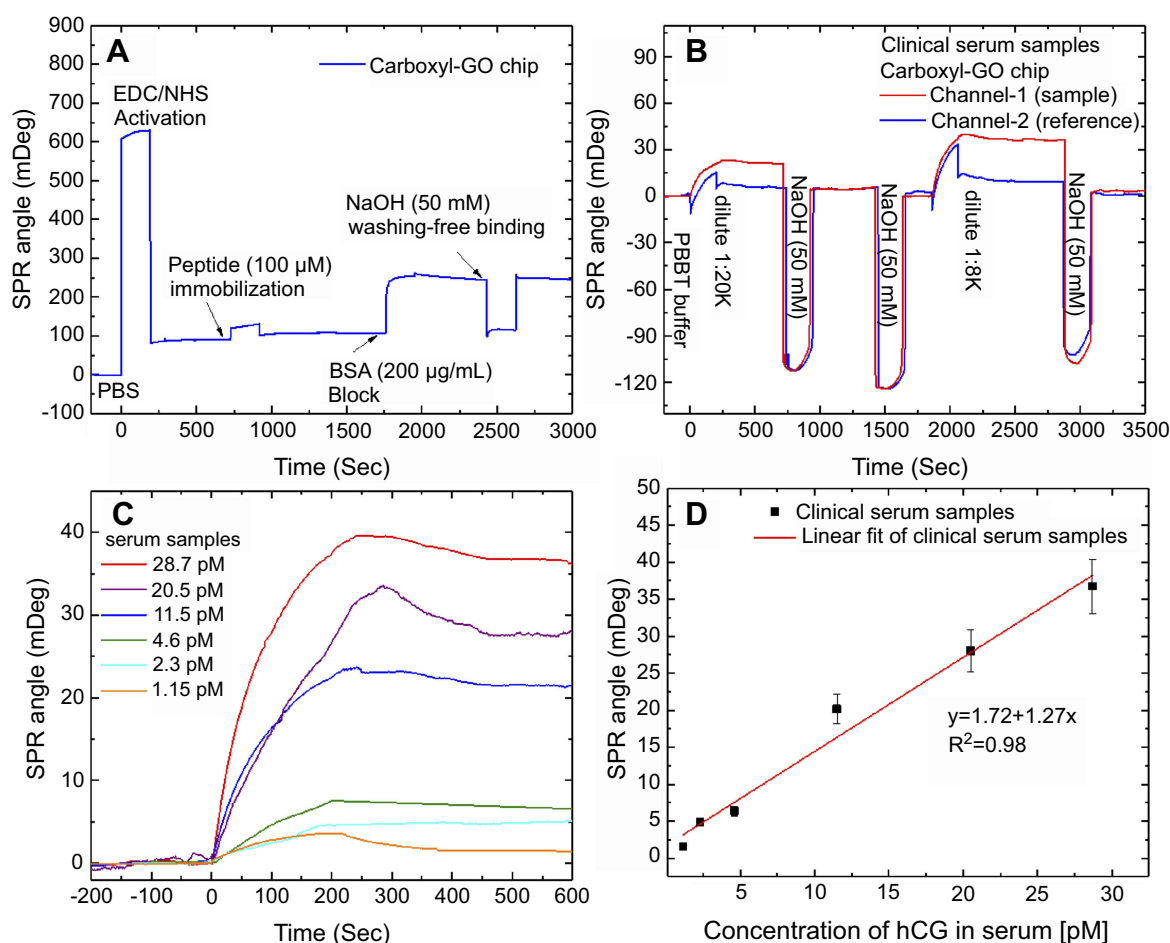 A
Carboxyl-GO chip
EDC/NHS
Activation
NaOH (50 mM)
washing-free binding
Peptide (100 µM)
immobilization
BSA (200 µg/mL)
Block
PBS
SPR angle (mDeg)
900
800
700
600
500
400
300
200
100
0
-100
0 500 1000 1500 2000 2500 3000
Time (Sec)
B
Clinical serum samples
Carboxyl-GO chip
Channel-1 (sample)
Channel-2 (reference)
PBBT buffer
dilute 1:20K
NaOH (50 mM)
NaOH (50 mM)
dilute 1:8K
NaOH (50 mM)
SPR angle (mDeg)
90
60
30
0
-30
-60
-90
-120
0 500 1000 1500 2000 2500 3000 3500
Time (Sec)
C
serum samples
28.7 pM
20.5 pM
11.5 pM
4.6 pM
2.3 pM
1.15 pM
SPR angle (mDeg)
40
30
20
10
0
-200 -100 0 100 200 300 400 500 600
Time (Sec)
D
Clinical serum samples
Linear fit of clinical serum samples
y=1.72+1.27x
R²=0.98
SPR angle (mDeg)
50
45
40
35
30
25
20
15
10
5
0
5 10 15 20 25 30
Concentration of hCG in serum [pM]